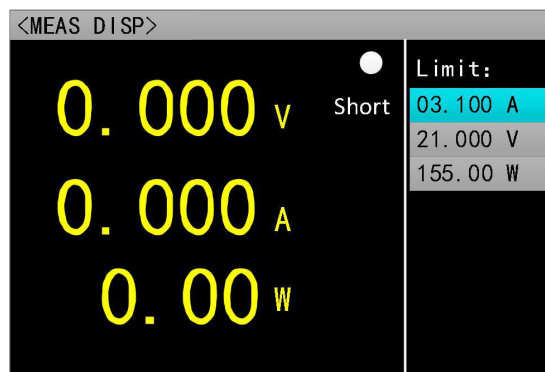 <MEAS DISP>
0.000 V
Short
0.000 A
0.00 W
Limit:
03.100 A
21.000 V
155.00 W